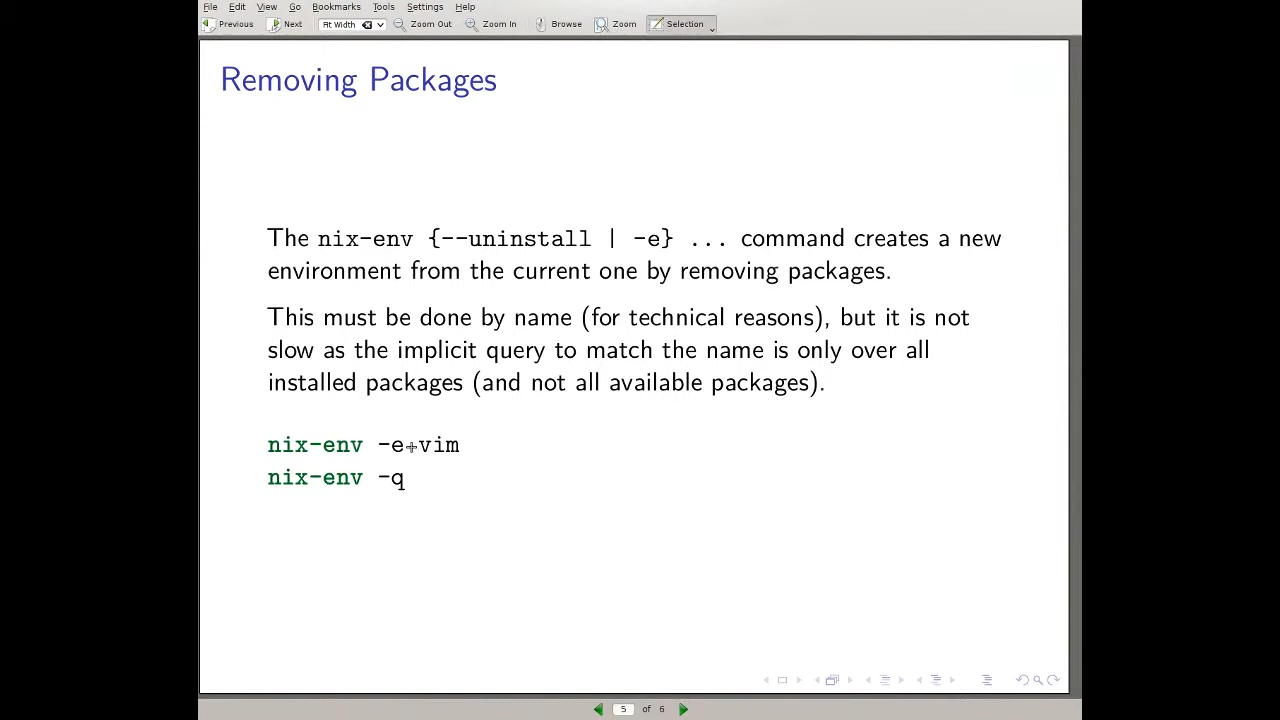 File Edit View Go Bookmarks Tools Settings Help
Previous Next Fit Width Zoom Out Zoom In Browse Zoom Selection
Removing Packages
The nix-env {--uninstall | -e} ... command creates a new
environment from the current one by removing packages.
This must be done by name (for technical reasons), but it is not
slow as the implicit query to match the name is only over all
installed packages (and not all available packages).
nix-env -e vim
nix-env -q
5 of 6